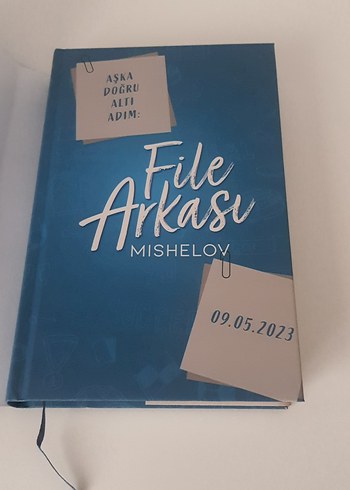 AŞKA
DOĞRU
ALTI
ADIM:
File
Arkası
MISHELOV
09.05.2023